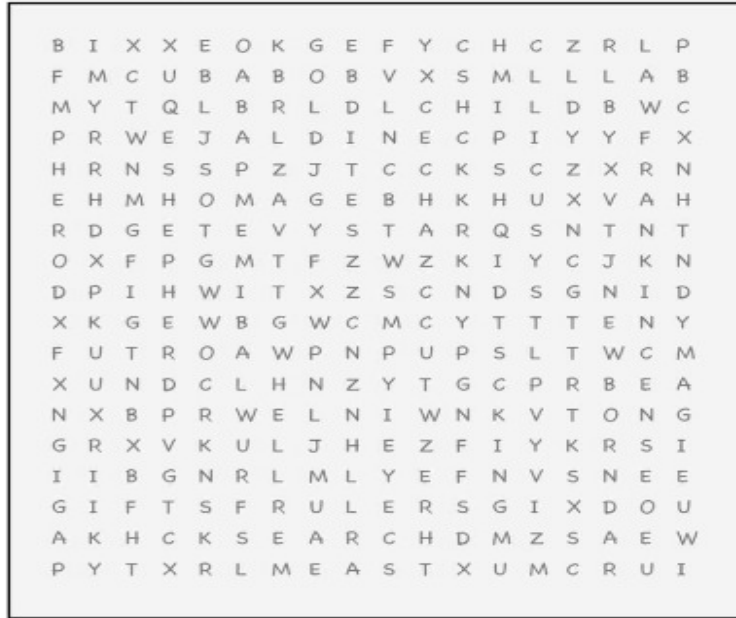 B I X X E O K G E F Y C H C Z R L P
F M C U B A B O B V X S M L L L A B
M Y T Q L B R L D L C H I L D B W C
P R W E J A L D I N E C P I Y Y F X
H R N S S P Z J T C C K S C Z X R N
E H M H O M A G E B H K H U X V A H
R D G E T E V Y S T A R Q S N T N T
O X F P G M T F Z W Z K I Y C J K N
D P I H W I T X Z S C N D S G N I D
X K G E W B G W C M C Y T T T E N Y
F U T R O A W P N P U P S L T W C M
X U N D C L H N Z Y T G C P R B E A
N X B P R W E L N I W N K V T O N G
G R X V K U L J H E Z F I Y K R S I
I I B G N R L M L Y E F N V S N E E
G I F T S F R U L E R S G I X D O U
A K H C K S E A R C H D M Z S A E W
P Y T X R L M E A S T X U M C R U I